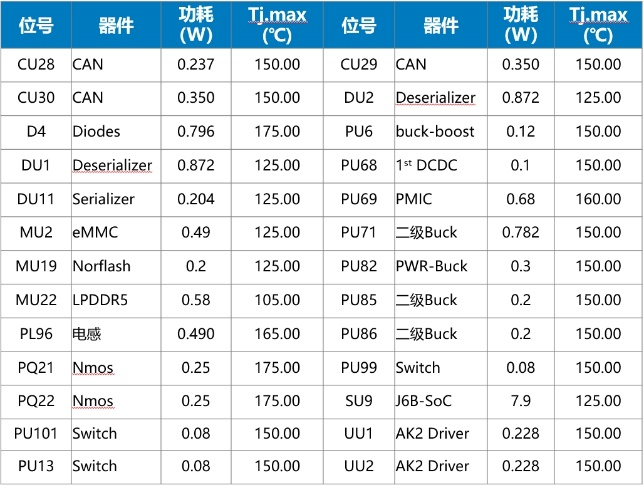 位号 器件 功耗(W) Tj.max(℃) 位号 器件 功耗(W) Tj.max(℃)
CU28 CAN 0.237 150.00 CU29 CAN 0.350 150.00
CU30 CAN 0.350 150.00 DU2 Deserializer 0.872 125.00
D4 Diodes 0.796 175.00 PU6 buck-boost 0.12 150.00
DU1 Deserializer 0.872 125.00 PU68 1st DCDC 0.1 150.00
DU11 Serializer 0.204 125.00 PU69 PMIC 0.68 160.00
MU2 eMMC 0.49 125.00 PU71 二级Buck 0.782 150.00
MU19 Norflash 0.2 125.00 PU82 PWR-Buck 0.3 150.00
MU22 LPDDR5 0.58 105.00 PU85 二级Buck 0.2 150.00
PL96 电感 0.490 165.00 PU86 二级Buck 0.2 150.00
PQ21 Nmos 0.25 175.00 PU99 Switch 0.08 150.00
PQ22 Nmos 0.25 175.00 SU9 J6B-SoC 7.9 125.00
PU101 Switch 0.08 150.00 UU1 AK2 Driver 0.228 150.00
PU13 Switch 0.08 150.00 UU2 AK2 Driver 0.228 150.00